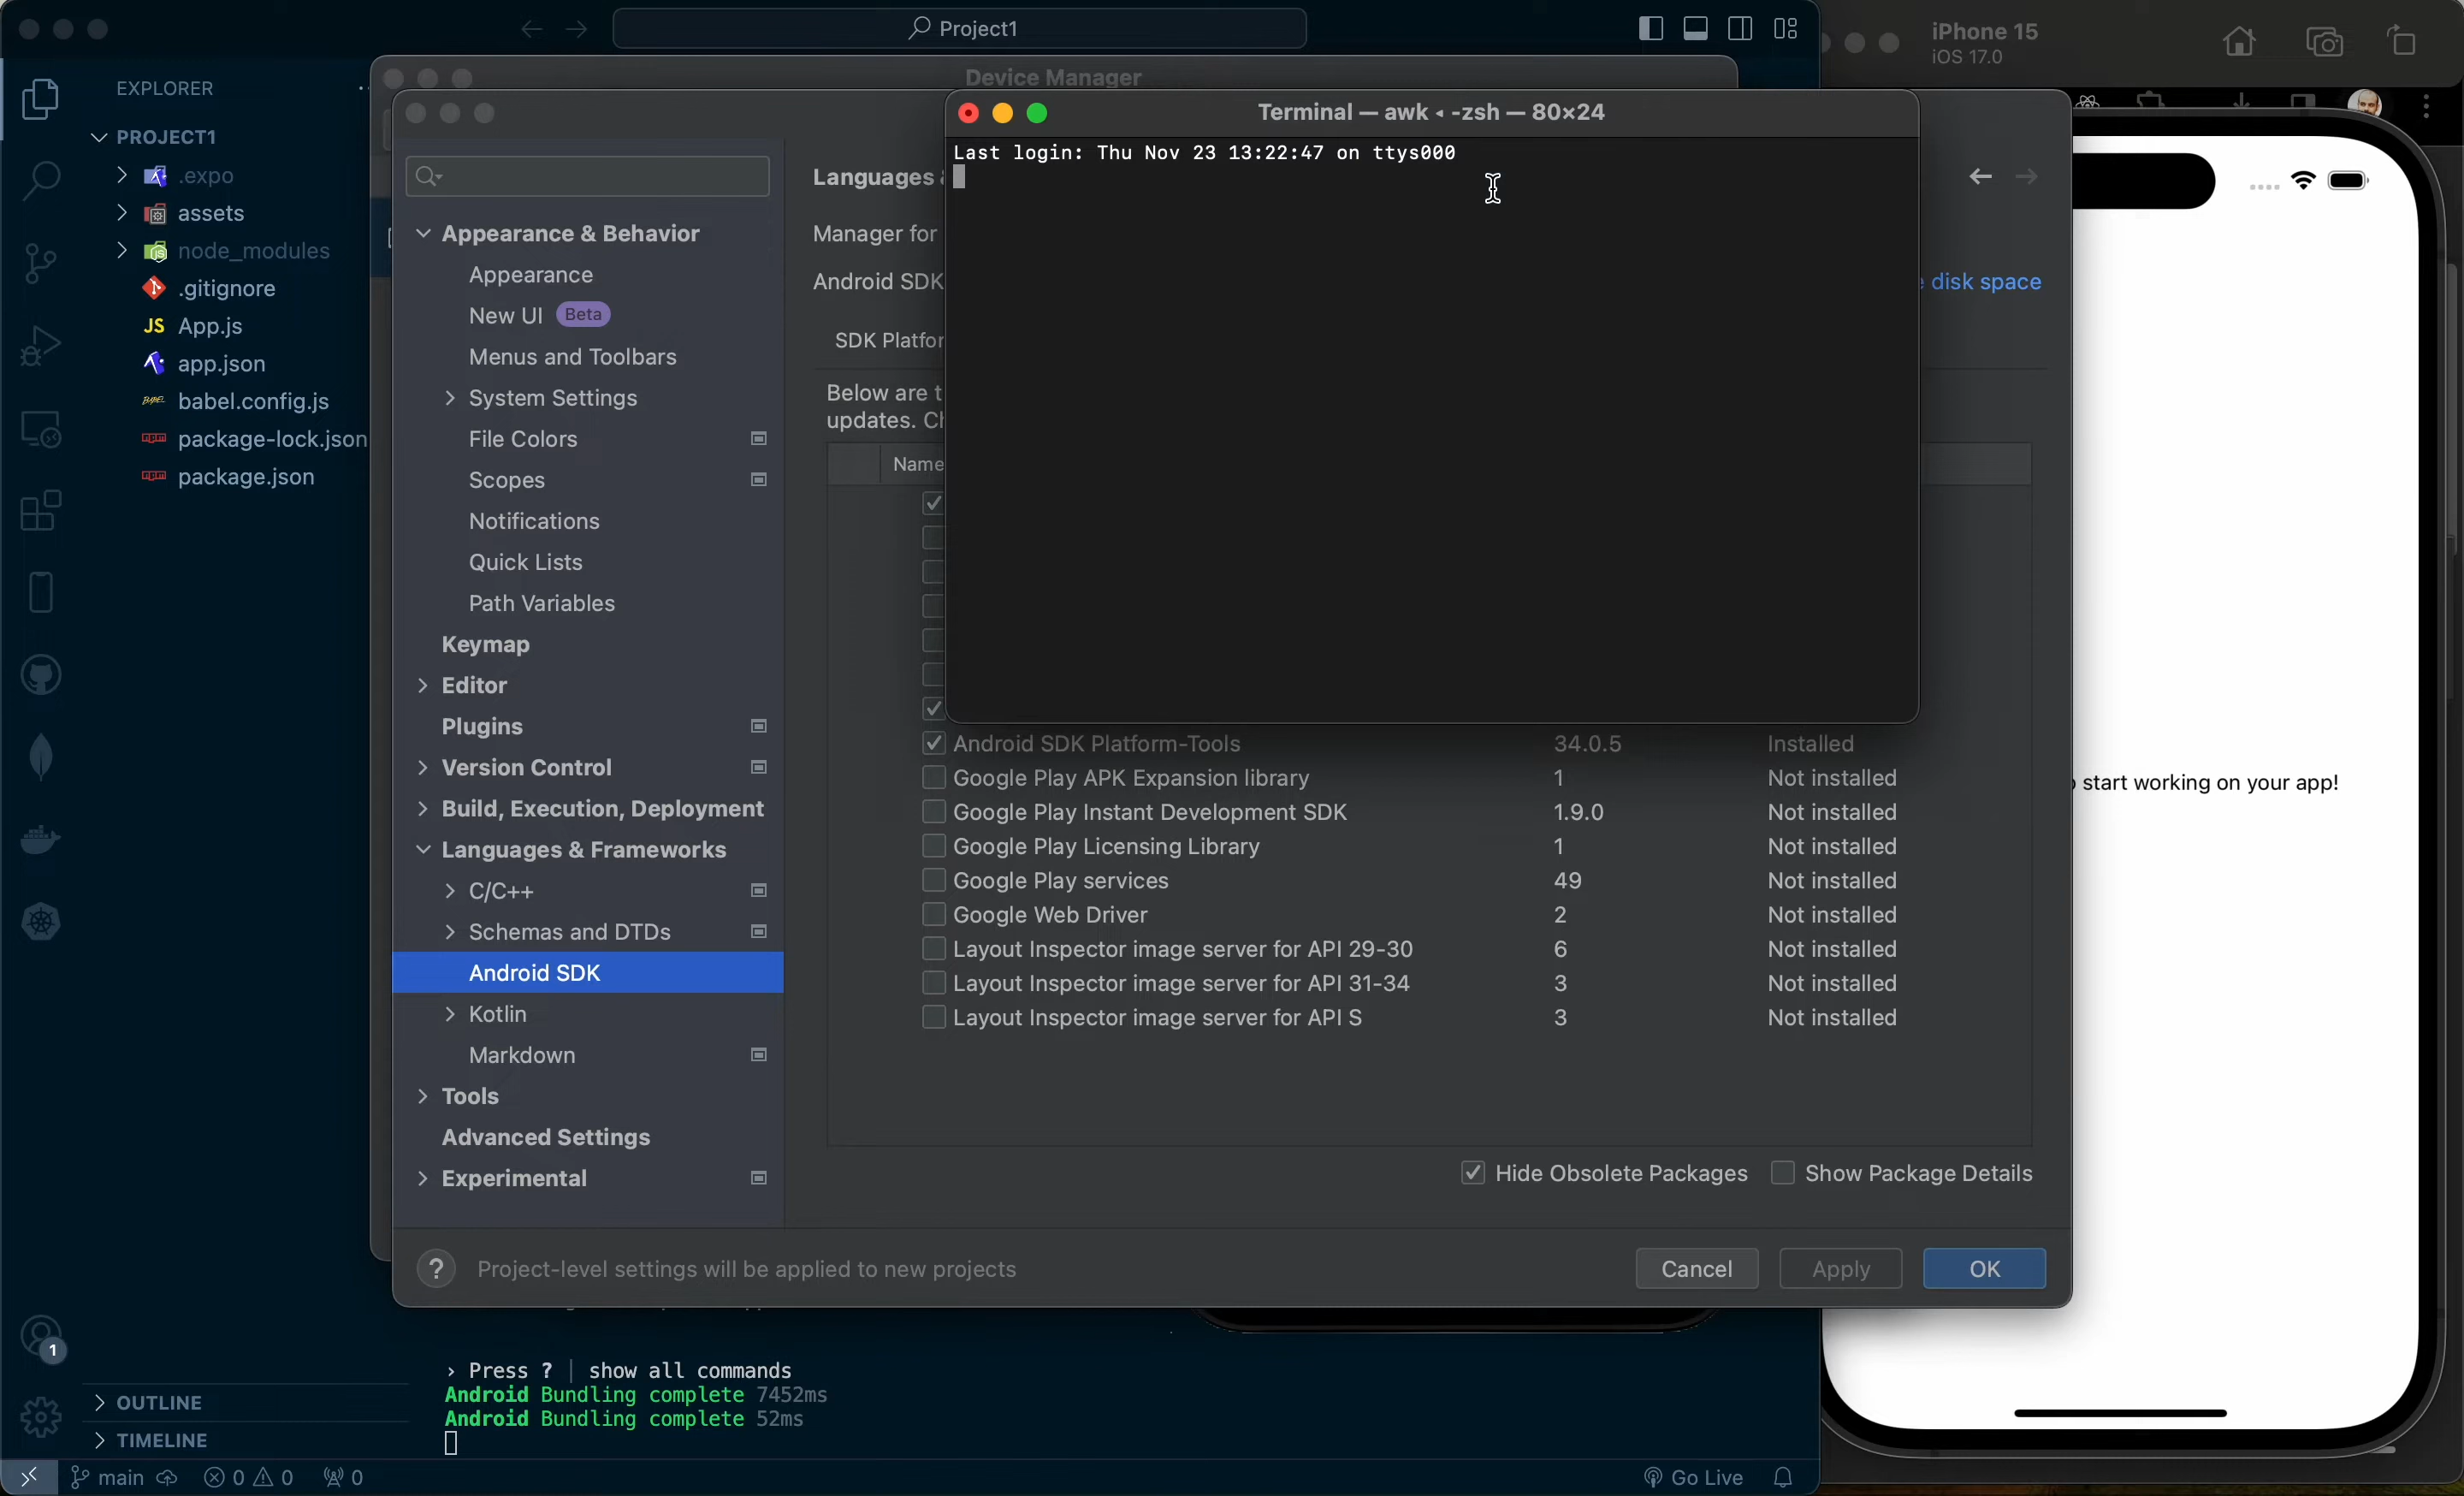 Project1
iPhone 15
iOS 17.0
EXPLORER
PROJECT1
.expo
assets
node_modules
.gitignore
JS App.js
app.json
BABEL babel.config.js
package-lock.json
package.json
OUTLINE
TIMELINE
1
Device Manager
Terminal — awk ◂ -zsh — 80×24
Last login: Thu Nov 23 13:22:47 on ttys000
Appearance & Behavior
Appearance
New UI Beta
Menus and Toolbars
System Settings
File Colors
Scopes
Notifications
Quick Lists
Path Variables
Keymap
Editor
Plugins
Version Control
Build, Execution, Deployment
Languages & Frameworks
C/C++
Schemas and DTDs
Android SDK
Kotlin
Markdown
Tools
Advanced Settings
Experimental
Languages &
Manager for
Android SDK
disk space
SDK Platfor
Below are t
updates. Ch
Name
Android SDK Platform-Tools 34.0.5 Installed
Google Play APK Expansion library 1 Not installed
Google Play Instant Development SDK 1.9.0 Not installed
Google Play Licensing Library 1 Not installed
Google Play services 49 Not installed
Google Web Driver 2 Not installed
Layout Inspector image server for API 29-30 6 Not installed
Layout Inspector image server for API 31-34 3 Not installed
Layout Inspector image server for API S 3 Not installed
Hide Obsolete Packages Show Package Details
? Project-level settings will be applied to new projects
Cancel Apply OK
start working on your app!
› Press ? | show all commands
Android Bundling complete 7452ms
Android Bundling complete 52ms
main 0 0 0
Go Live